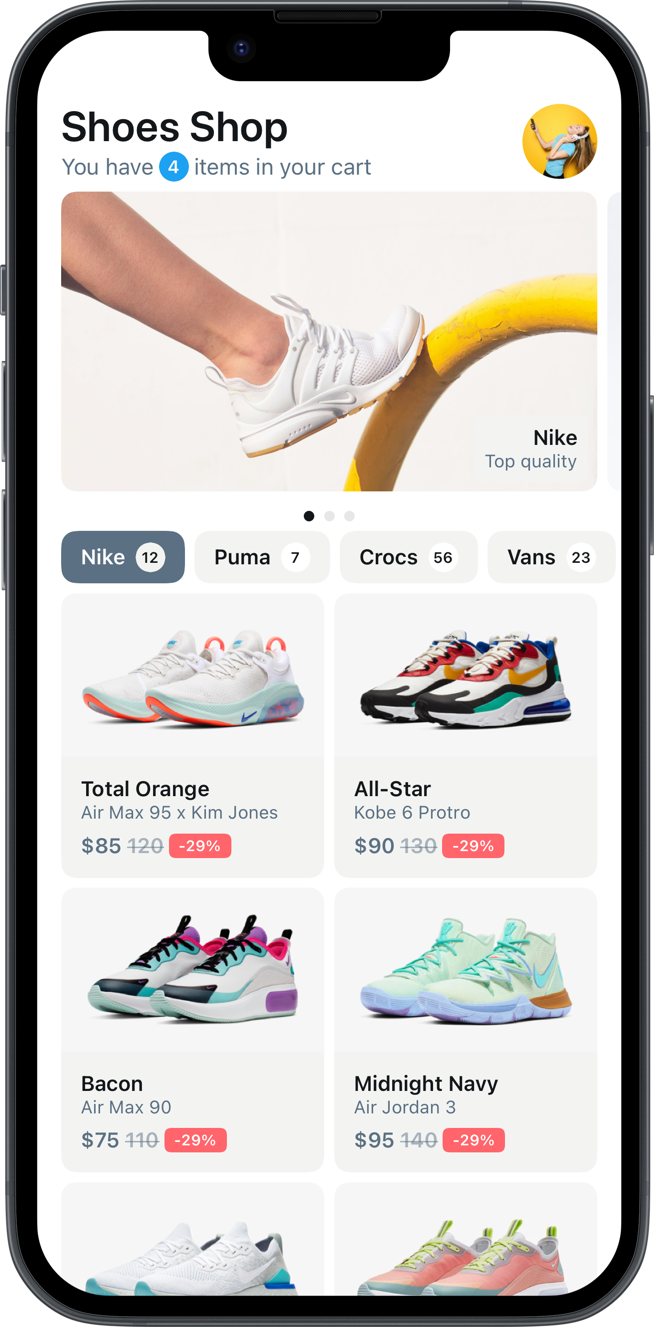 Shoes Shop
You have 4 items in your cart
Nike
Top quality
Nike 12 Puma 7 Crocs 56 Vans 23
Total Orange
Air Max 95 x Kim Jones
$85 120 -29%
All-Star
Kobe 6 Protro
$90 130 -29%
Bacon
Air Max 90
$75 110 -29%
Midnight Navy
Air Jordan 3
$95 140 -29%